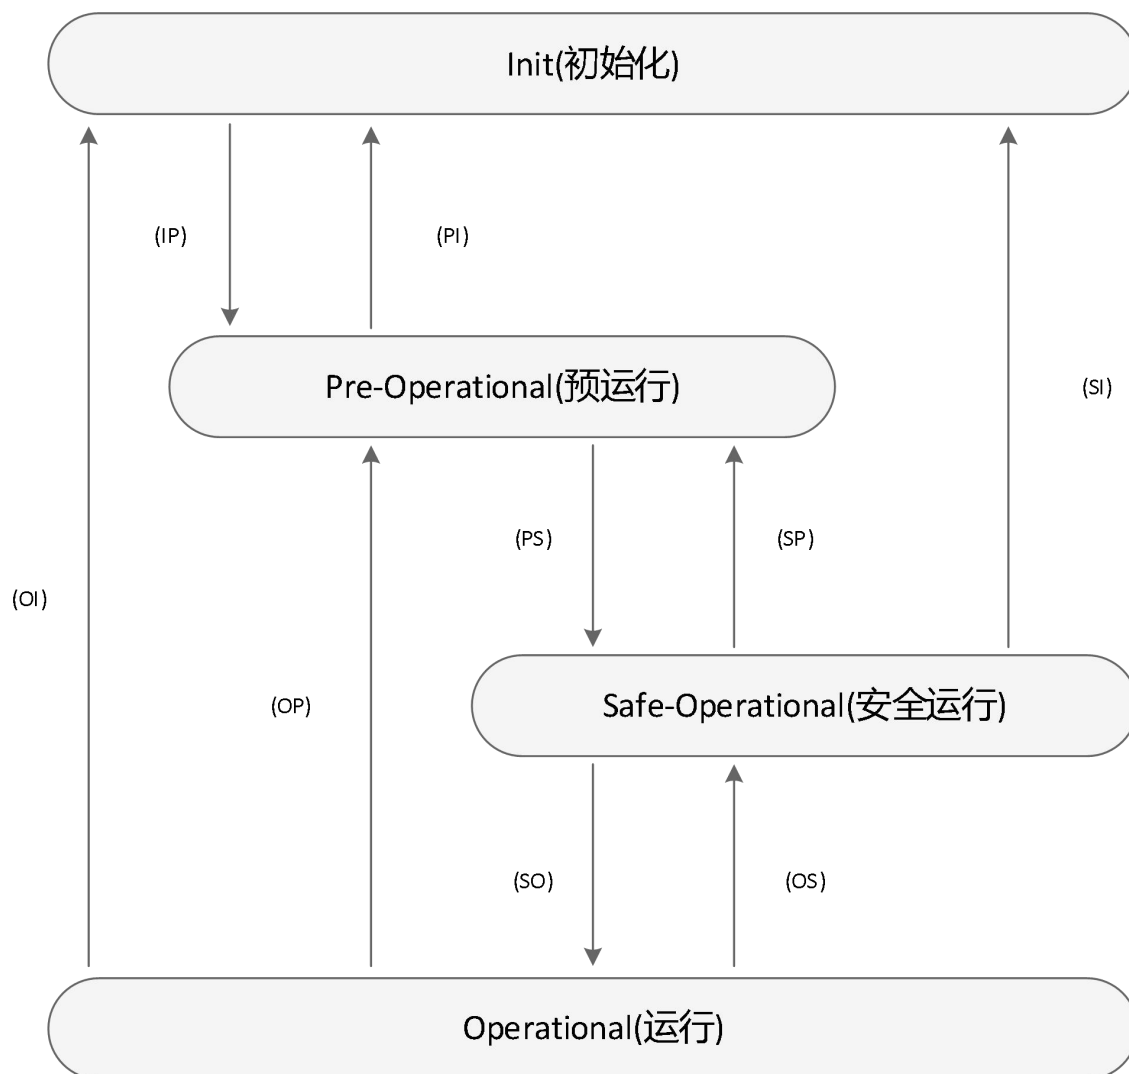 Init(初始化)
(IP)
(PI)
Pre-Operational(预运行)
(SI)
(PS)
(SP)
(OI)
(OP)
Safe-Operational(安全运行)
(SO)
(OS)
Operational(运行)